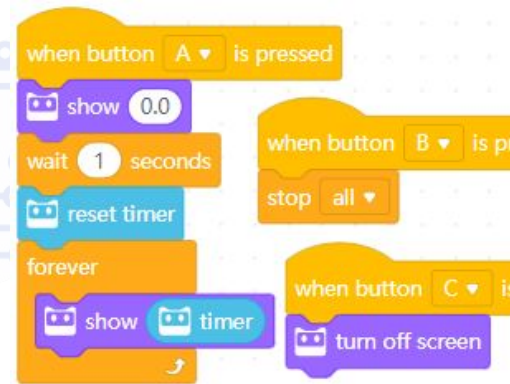 when button A is pressed
show 0.0
wait 1 seconds
reset timer
forever
show timer
when button B is
stop all
when button C
turn off screen